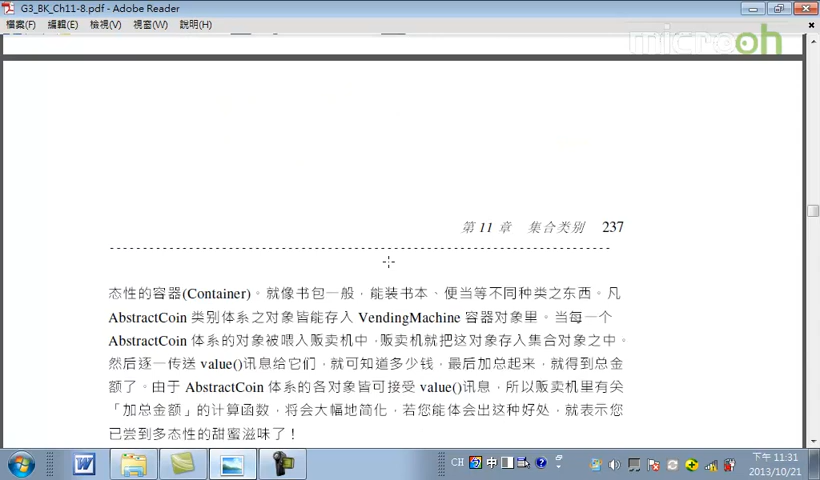 G3_BK_Ch11-8.pdf - Adobe Reader
檔案(F) 編輯(E) 檢視(V) 視窗(W) 說明(H)
microoh
第 11 章 集合类别 237
态性的容器(Container)。就像书包一般，能装书本、便当等不同种类之东西。凡
AbstractCoin 类别体系之对象皆能存入 VendingMachine 容器对象里。当每一个
AbstractCoin 体系的对象被喂入贩卖机中，贩卖机就把这对象存入集合对象之中。
然后逐一传送 value()讯息给它们，就可知道多少钱，最后加总起来，就得到总金
额了。由于 AbstractCoin 体系的各对象皆可接受 value()讯息，所以贩卖机里有关
「加总金额」的计算函数，将会大幅地简化，若您能体会出这种好处，就表示您
已尝到多态性的甜蜜滋味了！
CH 中
下午 11:31
2013/10/21